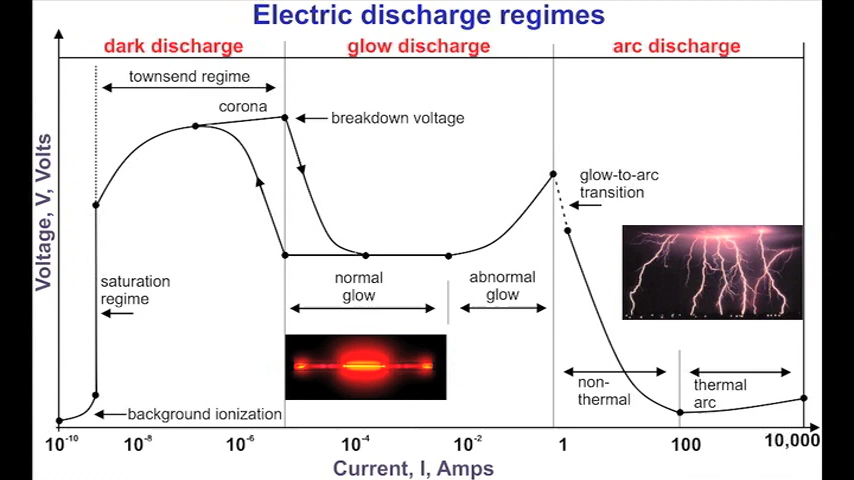 Electric discharge regimes
dark discharge
glow discharge
arc discharge
townsend regime
corona
breakdown voltage
glow-to-arc
transition
saturation
regime
normal
glow
abnormal
glow
non-
thermal
thermal
arc
background ionization
Voltage, V, Volts
10⁻¹⁰
10⁻⁸
10⁻⁶
10⁻⁴
10⁻²
1
100
10,000
Current, I, Amps